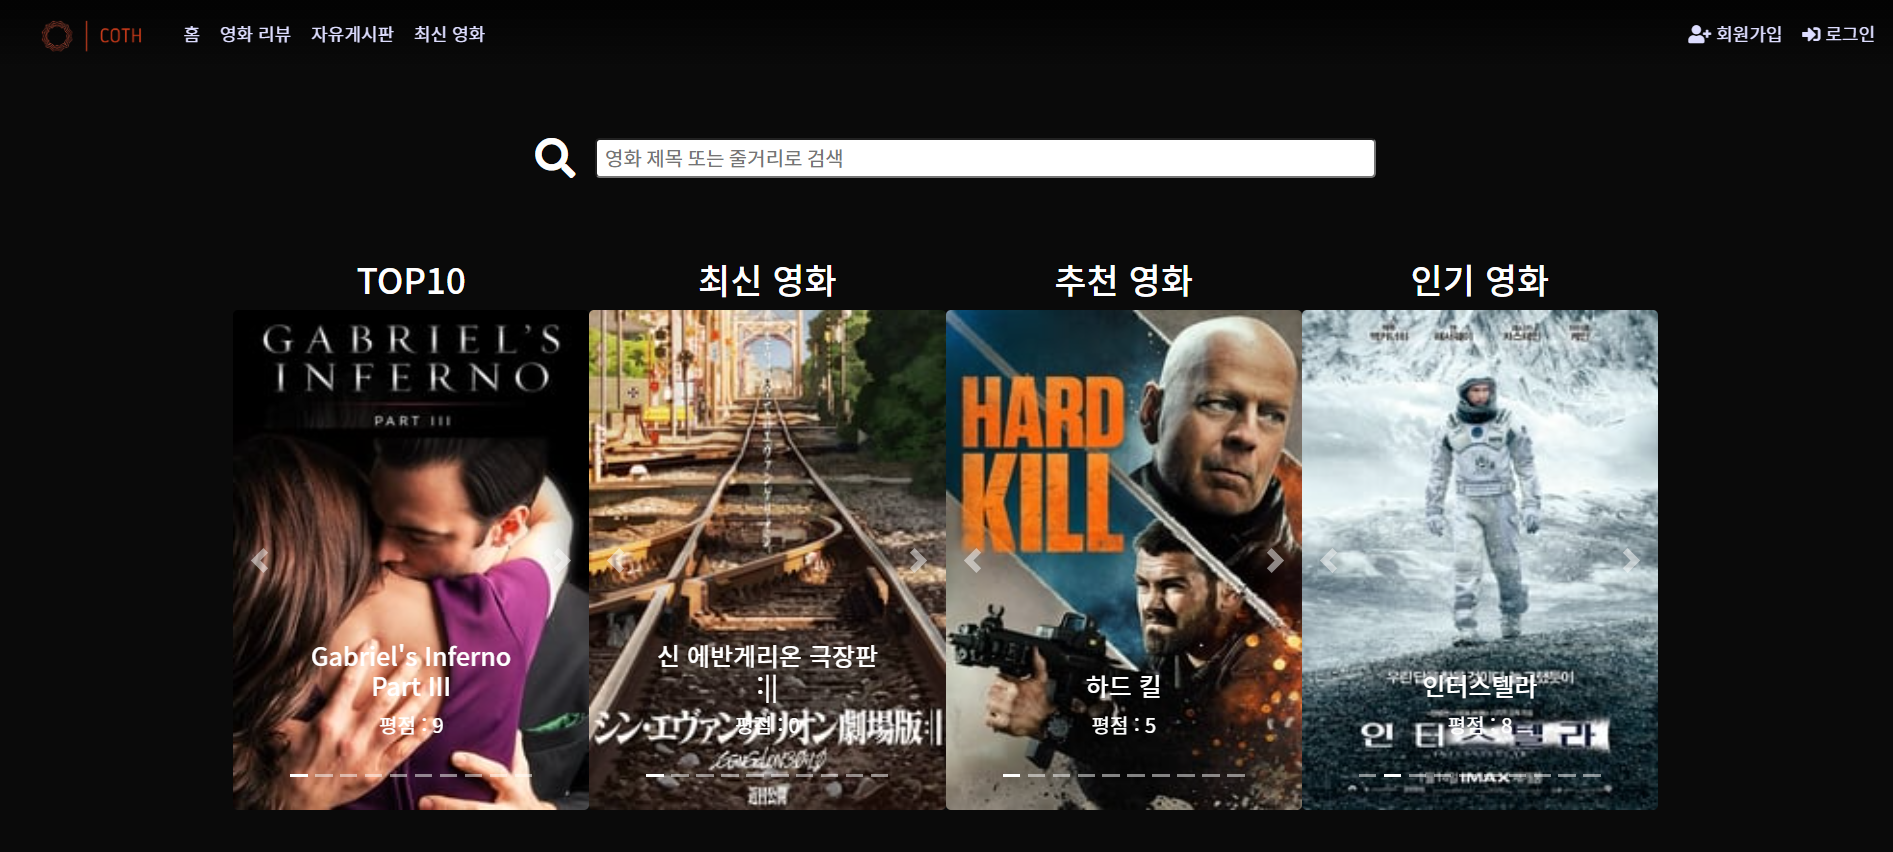 COTH
홈 영화 리뷰 자유게시판 최신 영화
회원가입 로그인
영화 제목 또는 줄거리로 검색
TOP10
GABRIEL'S
INFERNO
PART III
Gabriel's Inferno
Part III
평점 : 9
최신 영화
신 에반게리온 극장판
:||
평점 : 0
シン・エヴァンゲリオン劇場版:||
추천 영화
HARD
KILL
하드 킬
평점 : 5
인기 영화
인터스텔라
평점 : 8
인터스텔라
IMAX